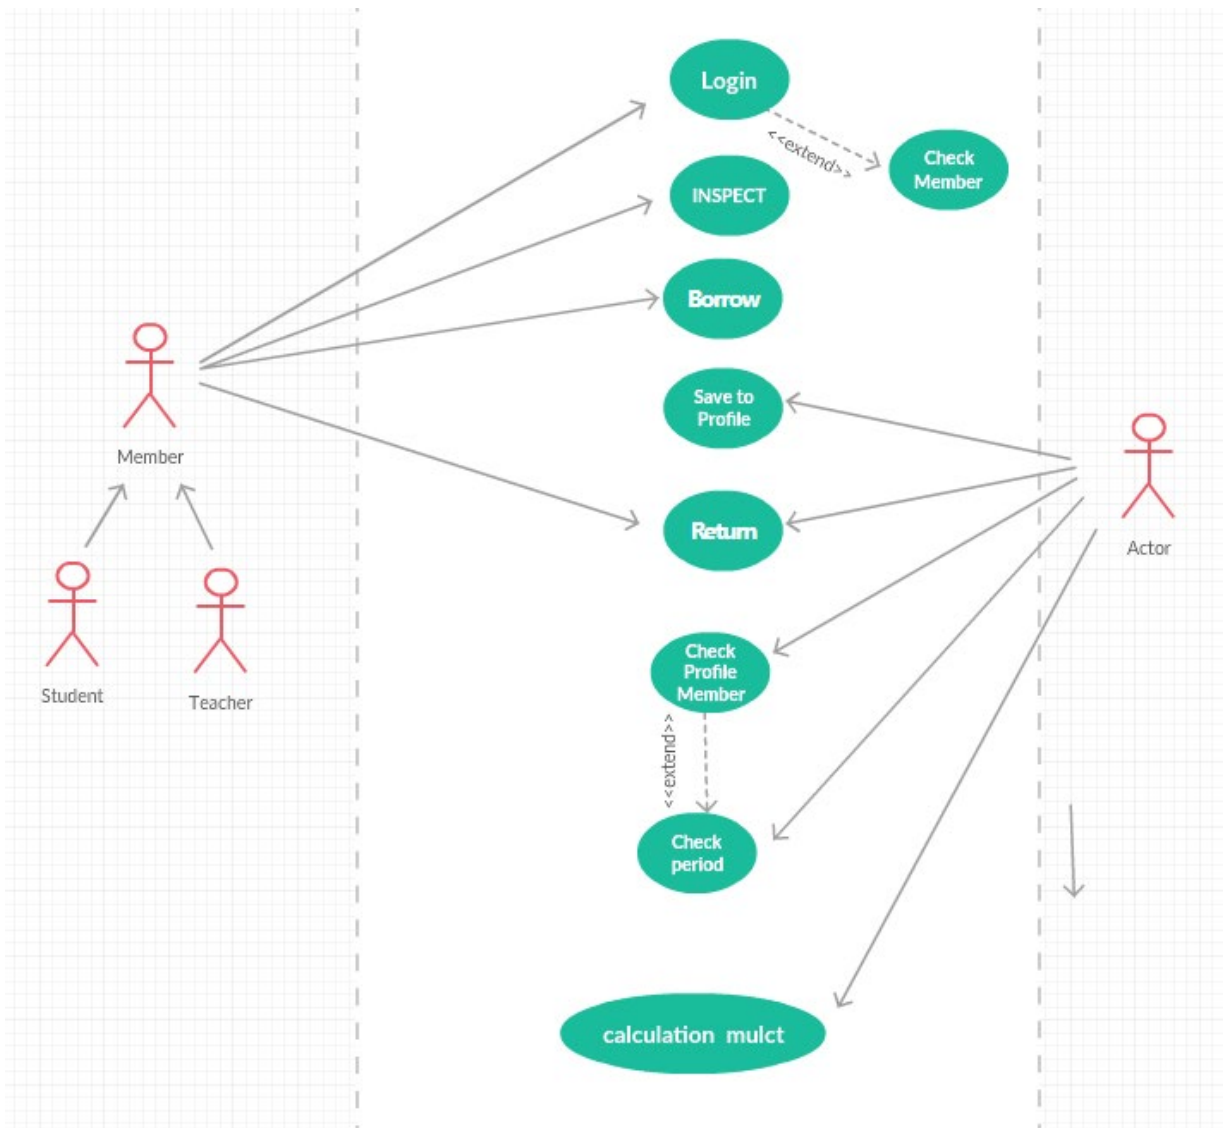 Login
<<extend>>
Check
Member
INSPECT
Borrow
Save to
Profile
Member
Return
Actor
Student
Teacher
Check
Profile
Member
<<extend>>
Check
period
calculation mulct